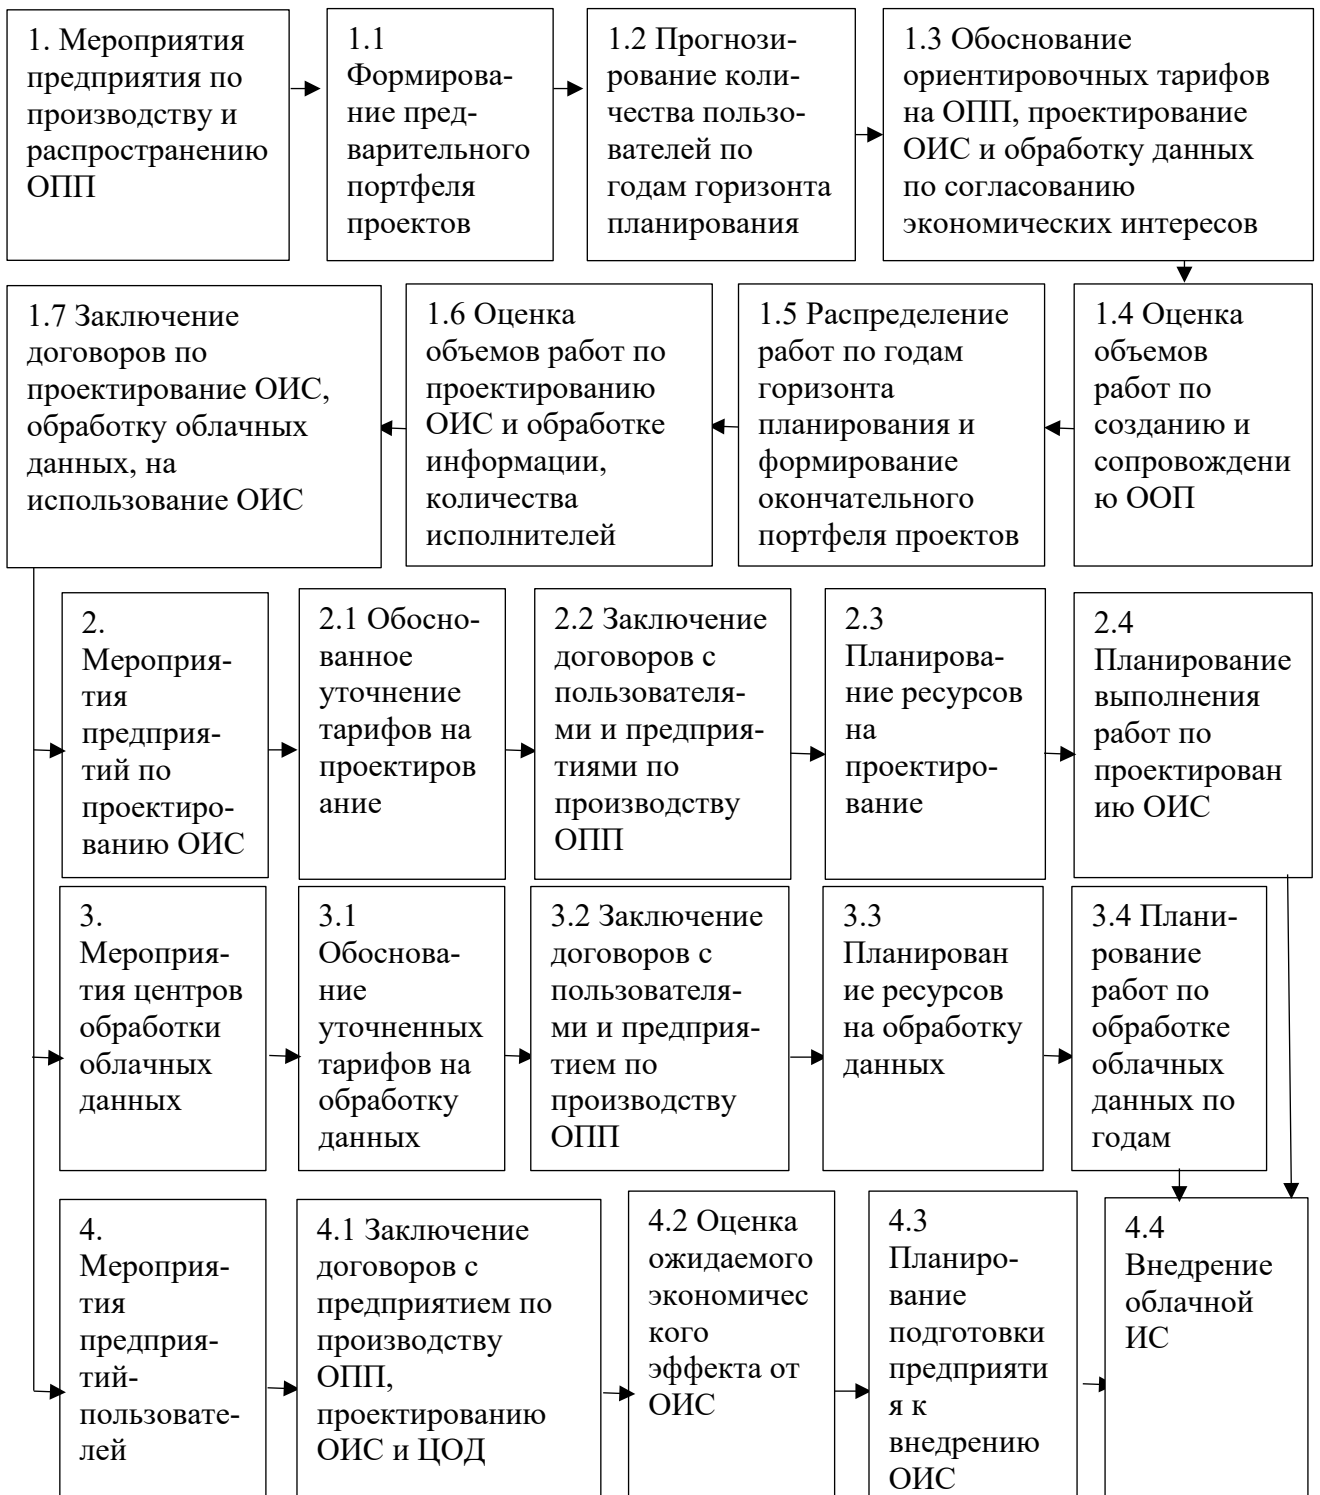 1. Мероприятия
предприятия по
производству и
распространению
ОПП
1.1
Формирова-
ние пред-
варительного
портфеля
проектов
1.2 Прогнози-
рование коли-
чества пользо-
вателей по
годам горизонта
планирования
1.3 Обоснование
ориентировочных тарифов
на ОПП, проектирование
ОИС и обработку данных
по согласованию
экономических интересов
1.7 Заключение
договоров по
проектирование ОИС,
обработку облачных
данных, на
использование ОИС
1.6 Оценка
объемов работ по
проектированию
ОИС и обработке
информации,
количества
исполнителей
1.5 Распределение
работ по годам
горизонта
планирования и
формирование
окончательного
портфеля проектов
1.4 Оценка
объемов
работ по
созданию и
сопровождени
ю ООП
2.
Мероприя-
тия
предприя-
тий по
проектиро-
ванию ОИС
2.1 Обосно-
ванное
уточнение
тарифов на
проектиров
ание
2.2 Заключение
договоров с
пользователя-
ми и предприя-
тиями по
производству
ОПП
2.3
Планирова-
ние ресурсов
на
проектиро-
вание
2.4
Планирование
выполнения
работ по
проектирован
ию ОИС
3.
Мероприя-
тия центров
обработки
облачных
данных
3.1
Обоснова-
ние
уточненных
тарифов на
обработку
данных
3.2 Заключение
договоров с
пользователя-
ми и предприя-
тием по
производству
ОПП
3.3
Планирован
ие ресурсов
на обработку
данных
3.4 Плани-
рование
работ по
обработке
облачных
данных по
годам
4.
Мероприя-
тия
предприя-
тий-
пользовате-
лей
4.1 Заключение
договоров с
предприятием по
производству
ОПП,
проектированию
ОИС и ЦОД
4.2 Оценка
ожидаемого
экономичес
кого
эффекта от
ОИС
4.3
Планиро-
вание
подготовки
предприяти
я к
внедрению
ОИС
4.4
Внедрение
облачной
ИС